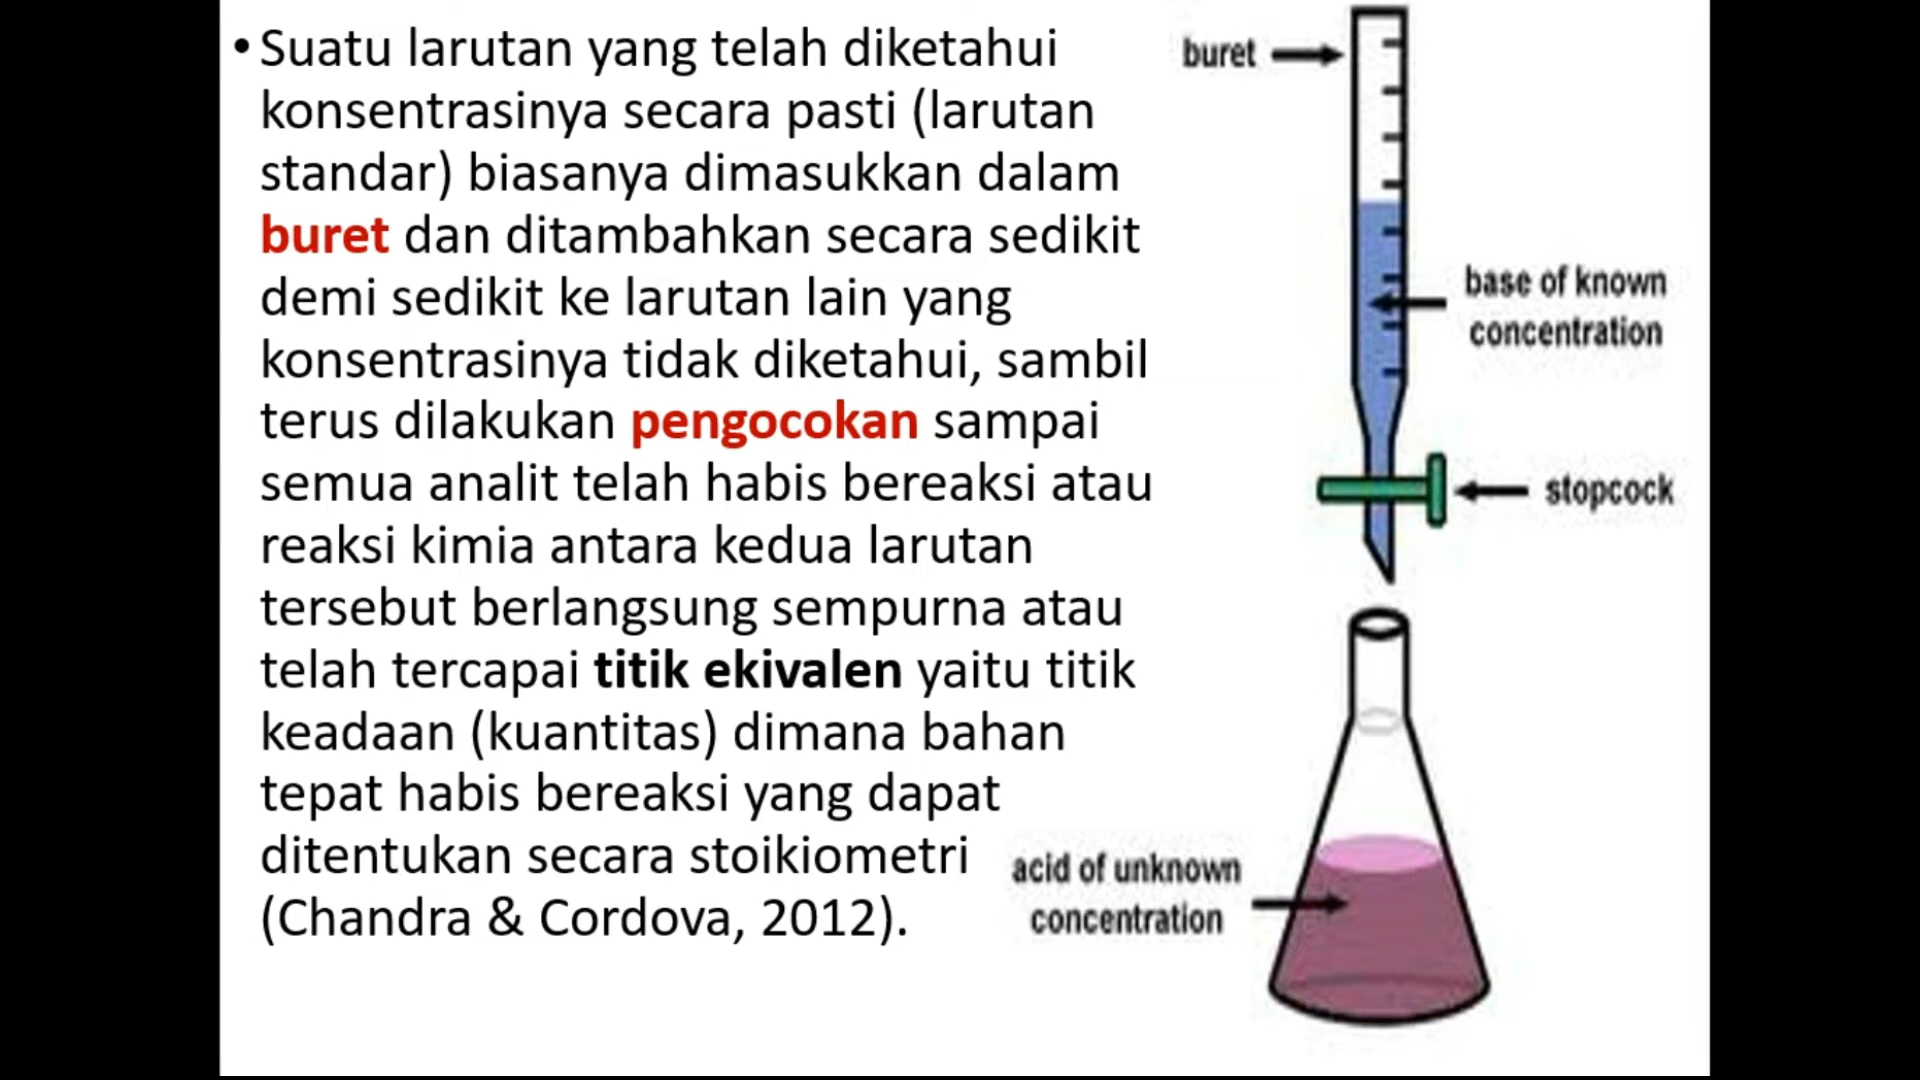 • Suatu larutan yang telah diketahui
konsentrasinya secara pasti (larutan
standar) biasanya dimasukkan dalam
buret dan ditambahkan secara sedikit
demi sedikit ke larutan lain yang
konsentrasinya tidak diketahui, sambil
terus dilakukan pengocokan sampai
semua analit telah habis bereaksi atau
reaksi kimia antara kedua larutan
tersebut berlangsung sempurna atau
telah tercapai titik ekivalen yaitu titik
keadaan (kuantitas) dimana bahan
tepat habis bereaksi yang dapat
ditentukan secara stoikiometri
(Chandra & Cordova, 2012).
buret
base of known
concentration
stopcock
acid of unknown
concentration